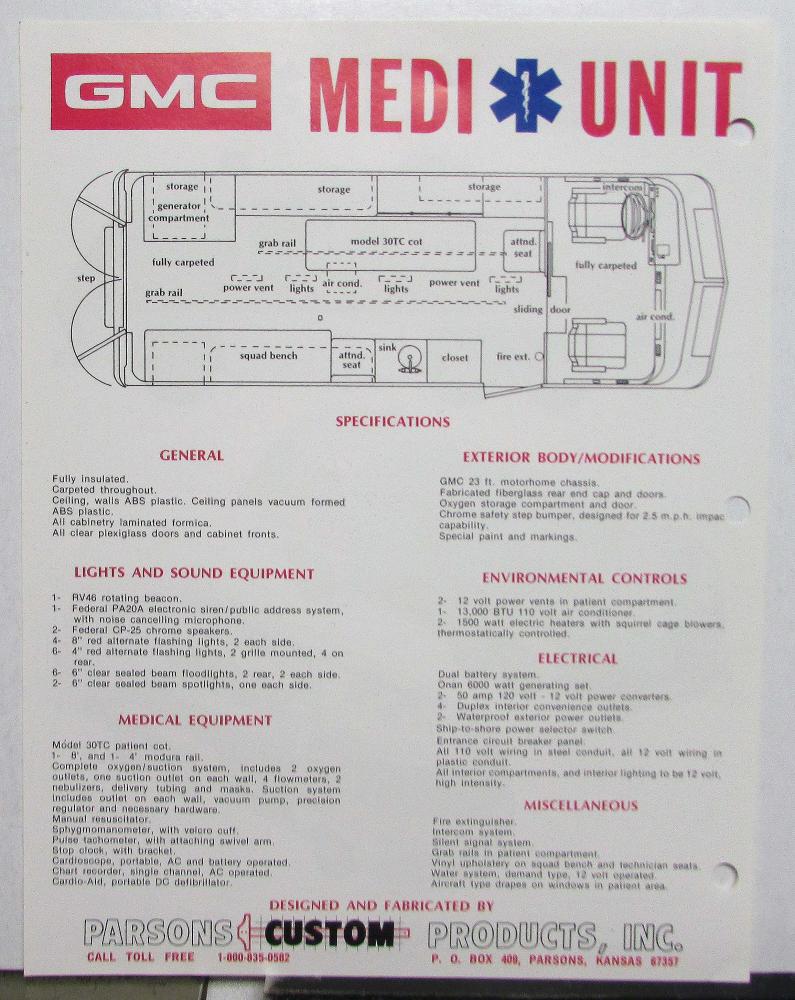 GMC MEDI UNIT
storage
storage
storage
intercom
generator
compartment
grab rail
model 30TC cot
attnd.
seat
fully carpeted
fully carpeted
step
power vent
lights
air cond.
lights
power vent
lights
grab rail
sliding door
air cond.
squad bench
attnd.
seat
sink
closet
fire ext.
SPECIFICATIONS
GENERAL
Fully insulated.
Carpeted throughout.
Ceiling, walls ABS plastic. Ceiling panels vacuum formed
ABS plastic.
All cabinetry laminated formica.
All clear plexiglass doors and cabinet fronts.
LIGHTS AND SOUND EQUIPMENT
1- RV46 rotating beacon.
1- Federal PA20A electronic siren/public address system,
with noise cancelling microphone.
2- Federal CP-25 chrome speakers.
4- 8" red alternate flashing lights, 2 each side.
6- 4" red alternate flashing lights, 2 grille mounted, 4 on
rear.
6- 6" clear sealed beam floodlights, 2 rear, 2 each side.
2- 6" clear sealed beam spotlights, one each side.
MEDICAL EQUIPMENT
Model 30TC patient cot.
1- 8', and 1- 4' modura rail.
Complete oxygen/suction system, includes 2 oxygen
outlets, one suction outlet on each wall, 4 flowmeters, 2
nebulizers, delivery tubing and masks. Suction system
includes outlet on each wall, vacuum pump, precision
regulator and necessary hardware.
Manual resuscitator.
Sphygmomanometer, with velcro cuff.
Pulse tachometer, with attaching swivel arm.
Stop clock, with bracket.
Cardioscope, portable, AC and battery operated.
Chart recorder, single channel, AC operated.
Cardio-Aid, portable DC defibrillator.
EXTERIOR BODY/MODIFICATIONS
GMC 23 ft. motorhome chassis.
Fabricated fiberglass rear end cap and doors.
Oxygen storage compartment and door.
Chrome safety step bumper, designed for 2.5 m.p.h. impac
capability.
Special paint and markings.
ENVIRONMENTAL CONTROLS
2- 12 volt power vents in patient compartment.
1- 13,000 BTU 110 volt air conditioner.
2- 1500 watt electric heaters with squirrel cage blowers,
thermostatically controlled.
ELECTRICAL
Dual battery system.
Onan 6000 watt generating set.
2- 50 amp 120 volt - 12 volt power converters.
4- Duplex interior convenience outlets.
2- Waterproof exterior power outlets.
Ship-to-shore power selector switch.
Entrance circuit breaker panel.
All 110 volt wiring in steel conduit, all 12 volt wiring in
plastic conduit.
All interior compartments, and interior lighting to be 12 volt,
high intensity.
MISCELLANEOUS
Fire extinguisher.
Intercom system.
Silent signal system.
Grab rails in patient compartment.
Vinyl upholstery on squad bench and technician seats.
Water system, demand type, 12 volt operated.
Aircraft type drapes on windows in patient area.
DESIGNED AND FABRICATED BY
PARSONS CUSTOM PRODUCTS, INC.
CALL TOLL FREE 1-800-835-0582 P. O. BOX 409, PARSONS, KANSAS 67357